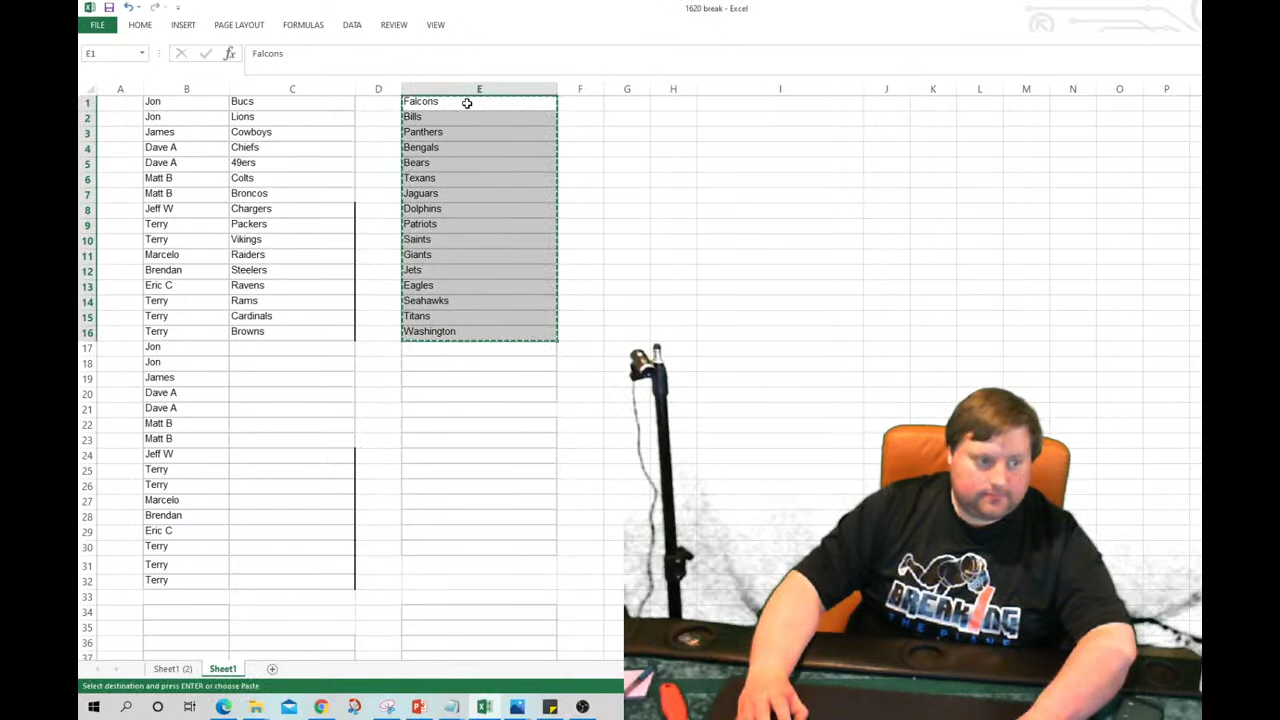 1620 break - Excel
FILE HOME INSERT PAGE LAYOUT FORMULAS DATA REVIEW VIEW
E1 fx Falcons
A B C D E F G H I J K L M N O P
1 Jon Bucs Falcons
2 Jon Lions Bills
3 James Cowboys Panthers
4 Dave A Chiefs Bengals
5 Dave A 49ers Bears
6 Matt B Colts Texans
7 Matt B Broncos Jaguars
8 Jeff W Chargers Dolphins
9 Terry Packers Patriots
10 Terry Vikings Saints
11 Marcelo Raiders Giants
12 Brendan Steelers Jets
13 Eric C Ravens Eagles
14 Terry Rams Seahawks
15 Terry Cardinals Titans
16 Terry Browns Washington
17 Jon
18 Jon
19 James
20 Dave A
21 Dave A
22 Matt B
23 Matt B
24 Jeff W
25 Terry
26 Terry
27 Marcelo
28 Brendan
29 Eric C
30 Terry
31 Terry
32 Terry
33
34
35
36
37
BREAKING
THE PLANE
Sheet1 (2) Sheet1
Select destination and press ENTER or choose Paste